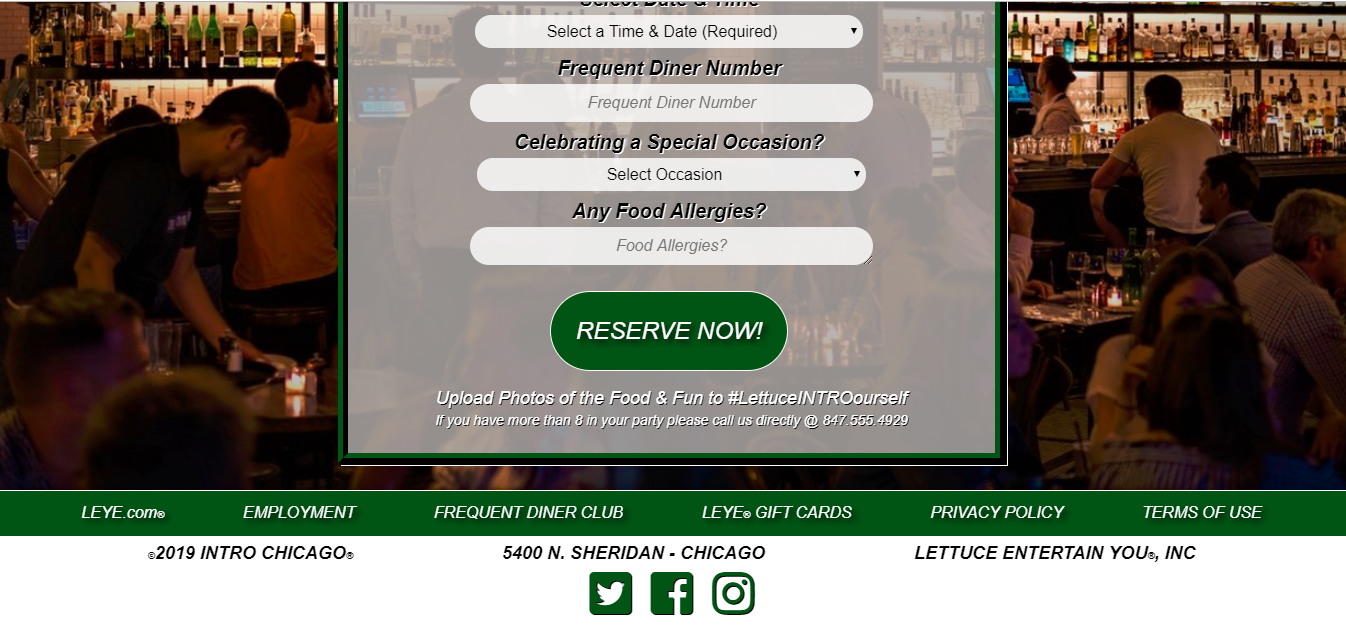 Select Date & Time
Select a Time & Date (Required)
Frequent Diner Number
Frequent Diner Number
Celebrating a Special Occasion?
Select Occasion
Any Food Allergies?
Food Allergies?
RESERVE NOW!
Upload Photos of the Food & Fun to #LettuceINTROourself
If you have more than 8 in your party please call us directly @ 847.555.4929
LEYE.com® EMPLOYMENT FREQUENT DINER CLUB LEYE® GIFT CARDS PRIVACY POLICY TERMS OF USE
©2019 INTRO CHICAGO® 5400 N. SHERIDAN - CHICAGO LETTUCE ENTERTAIN YOU®, INC